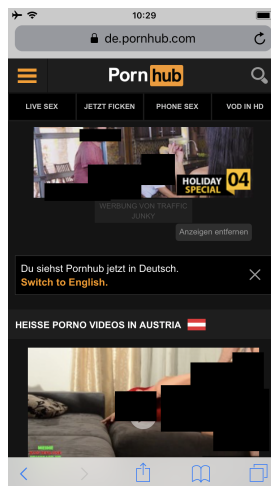 10:29
de.pornhub.com
Porn hub
LIVE SEX JETZT FICKEN PHONE SEX VOD IN HD
HOLIDAY
SPECIAL 04
WERBUNG VON TRAFFIC
JUNKY
Anzeigen entfernen
Du siehst Pornhub jetzt in Deutsch.
Switch to English.
HEISSE PORNO VIDEOS IN AUSTRIA